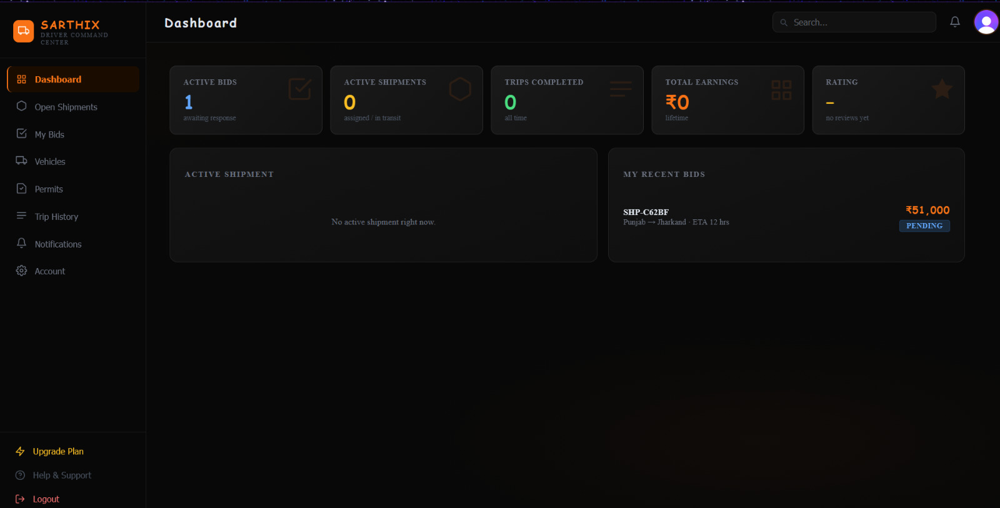 SARTHIX
DRIVER COMMAND
CENTER
Dashboard
Search...
Dashboard
Open Shipments
My Bids
Vehicles
Permits
Trip History
Notifications
Account
Upgrade Plan
Help & Support
Logout
ACTIVE BIDS
1
awaiting response
ACTIVE SHIPMENTS
0
assigned / in transit
TRIPS COMPLETED
0
all time
TOTAL EARNINGS
₹0
lifetime
RATING
–
no reviews yet
ACTIVE SHIPMENT
No active shipment right now.
MY RECENT BIDS
SHP-C62BF
Punjab → Jharkand · ETA 12 hrs
₹51,000
PENDING